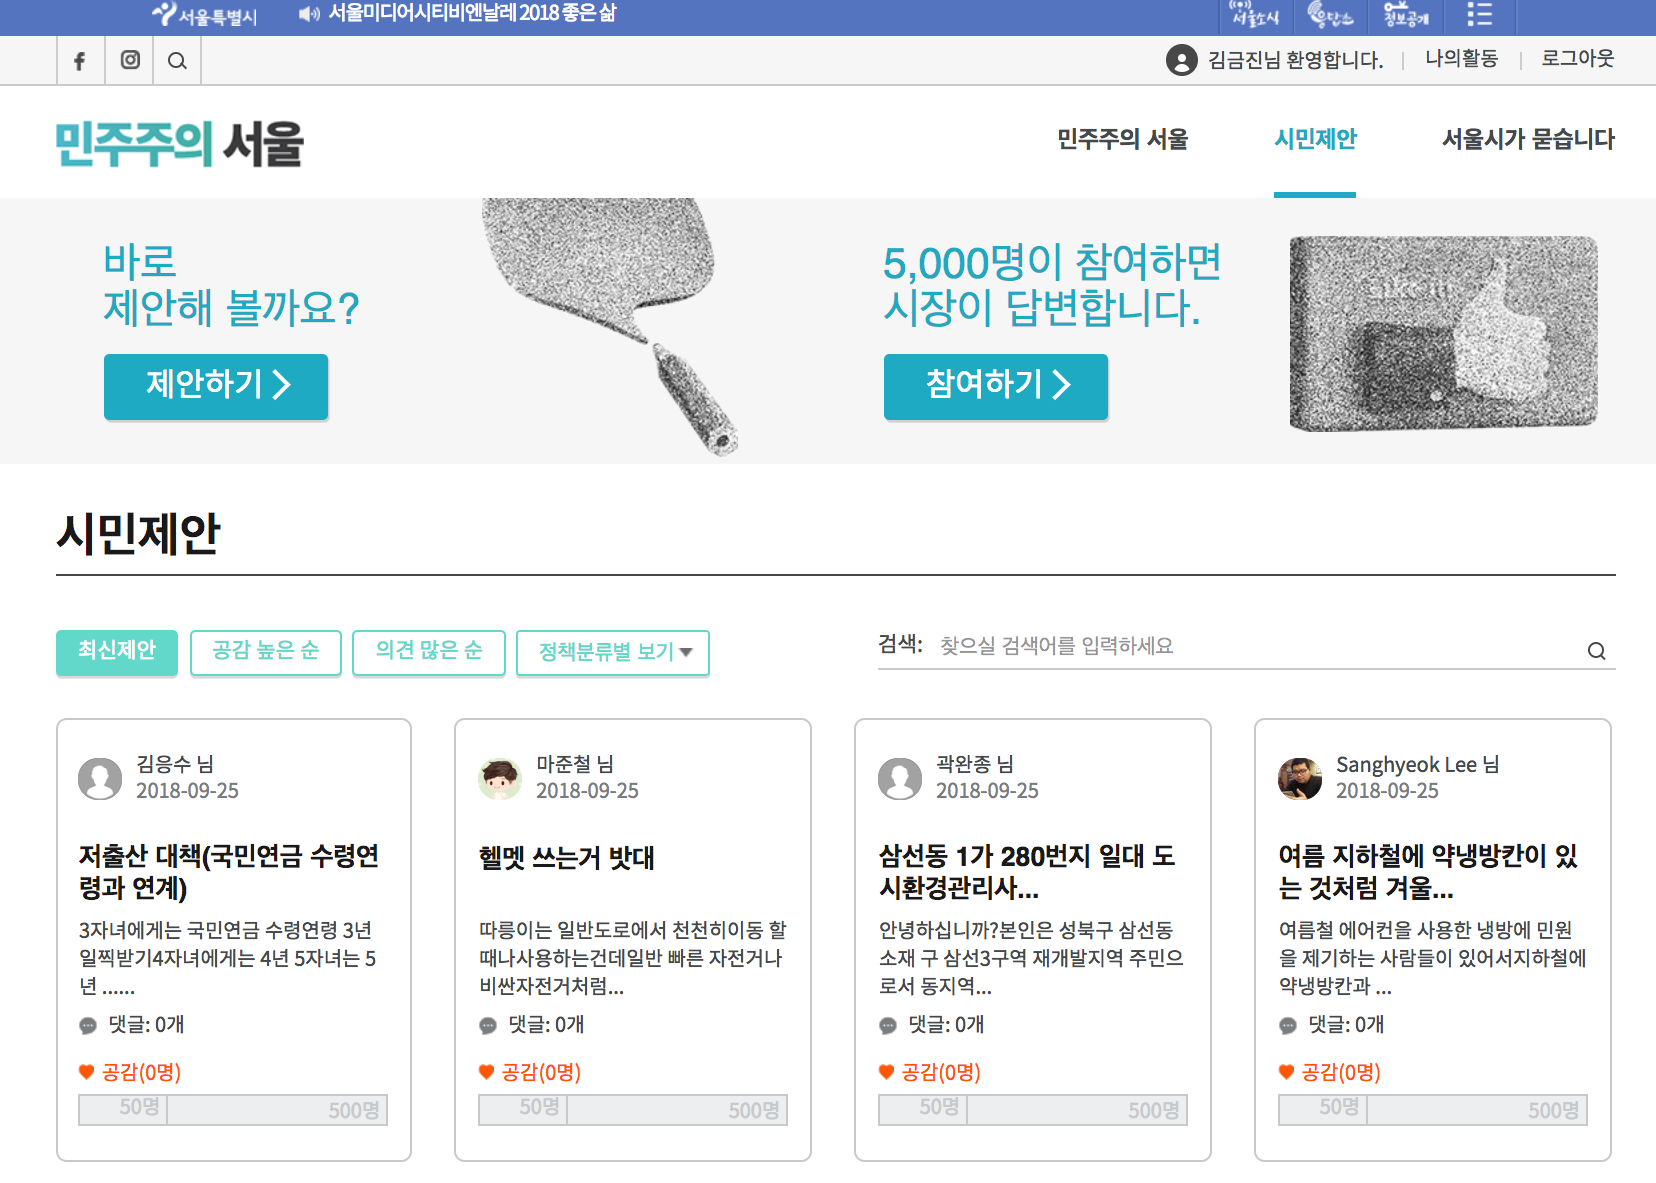 서울특별시
서울미디어시티비엔날레 2018 좋은 삶
서울소식
응답소
정보공개
김금진님 환영합니다.
나의활동
로그아웃
민주주의 서울
민주주의 서울
시민제안
서울시가 묻습니다
바로
제안해 볼까요?
제안하기
5,000명이 참여하면
시장이 답변합니다.
참여하기
시민제안
최신제안
공감 높은 순
의견 많은 순
정책분류별 보기
검색: 찾으실 검색어를 입력하세요
김응수 님
2018-09-25
저출산 대책(국민연금 수령연
령과 연계)
3자녀에게는 국민연금 수령연령 3년
일찍받기4자녀에게는 4년 5자녀는 5
년 ......
댓글: 0개
공감(0명)
50명
500명
마준철 님
2018-09-25
헬멧 쓰는거 밧대
따릉이는 일반도로에서 천천히이동 할
때나사용하는건데일반 빠른 자전거나
비싼자전거처럼...
댓글: 0개
공감(0명)
50명
500명
곽완종 님
2018-09-25
삼선동 1가 280번지 일대 도
시환경관리사...
안녕하십니까?본인은 성북구 삼선동
소재 구 삼선3구역 재개발지역 주민으
로서 동지역...
댓글: 0개
공감(0명)
50명
500명
Sanghyeok Lee 님
2018-09-25
여름 지하철에 약냉방칸이 있
는 것처럼 겨울...
여름철 에어컨을 사용한 냉방에 민원
을 제기하는 사람들이 있어서지하철에
약냉방칸과 ...
댓글: 0개
공감(0명)
50명
500명